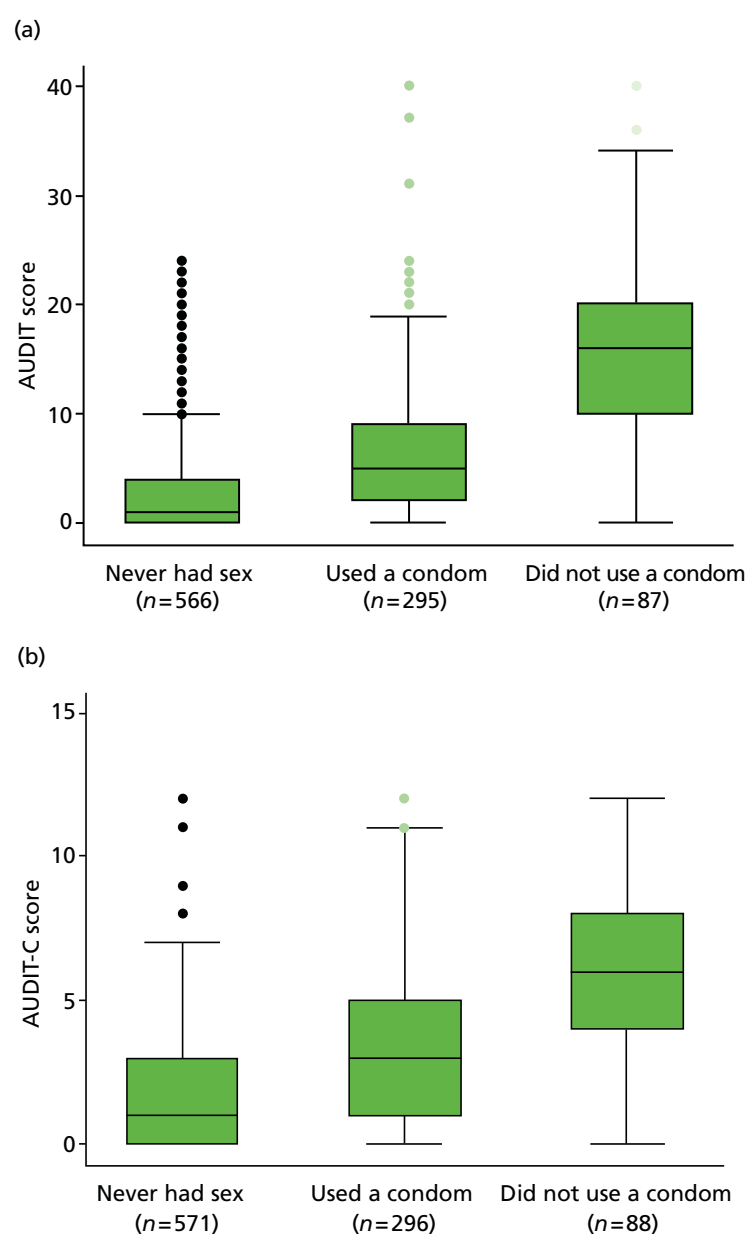 (a)
40
30
20
10
0
AUDIT score
Never had sex
(n=566)
Used a condom
(n=295)
Did not use a condom
(n=87)
(b)
15
10
5
0
AUDIT-C score
Never had sex
(n=571)
Used a condom
(n=296)
Did not use a condom
(n=88)